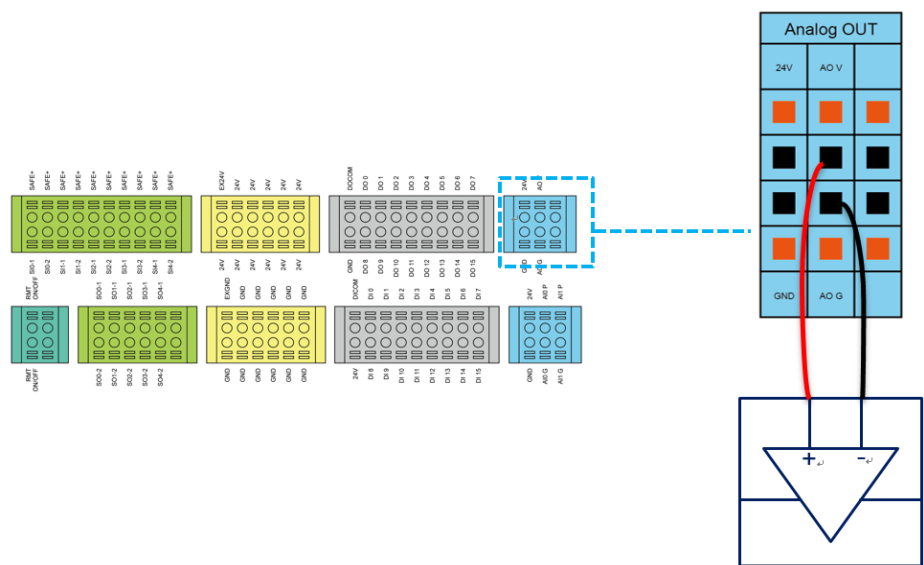 Analog OUT
24V AO V
GND AO G
SAFE+ SAFE+ SAFE+ SAFE+ SAFE+ SAFE+ SAFE+ SAFE+ SAFE+ SAFE+
EX24V 24V 24V 24V 24V 24V
DOCOM DO 0 DO 1 DO 2 DO 3 DO 4 DO 5 DO 6 DO 7
24V AO
SI0-1 SI0-2 SI1-1 SI1-2 SI2-1 SI2-2 SI3-1 SI3-2 SI4-1 SI4-2
24V 24V 24V 24V 24V 24V
GND DO 8 DO 9 DO 10 DO 11 DO 12 DO 13 DO 14 DO 15
GND AO G
RMT
ON/OFF
SO0-1 SO1-1 SO2-1 SO3-1 SO4-1
EXGND GND GND GND GND GND
DICOM DI 0 DI 1 DI 2 DI 3 DI 4 DI 5 DI 6 DI 7
24V AI0 P AI1 P
RMT
ON/OFF
SO0-2 SO1-2 SO2-2 SO3-2 SO4-2
GND GND GND GND GND GND
24V DI 8 DI 9 DI 10 DI 11 DI 12 DI 13 DI 14 DI 15
GND AI0 G AI1 G
+ -